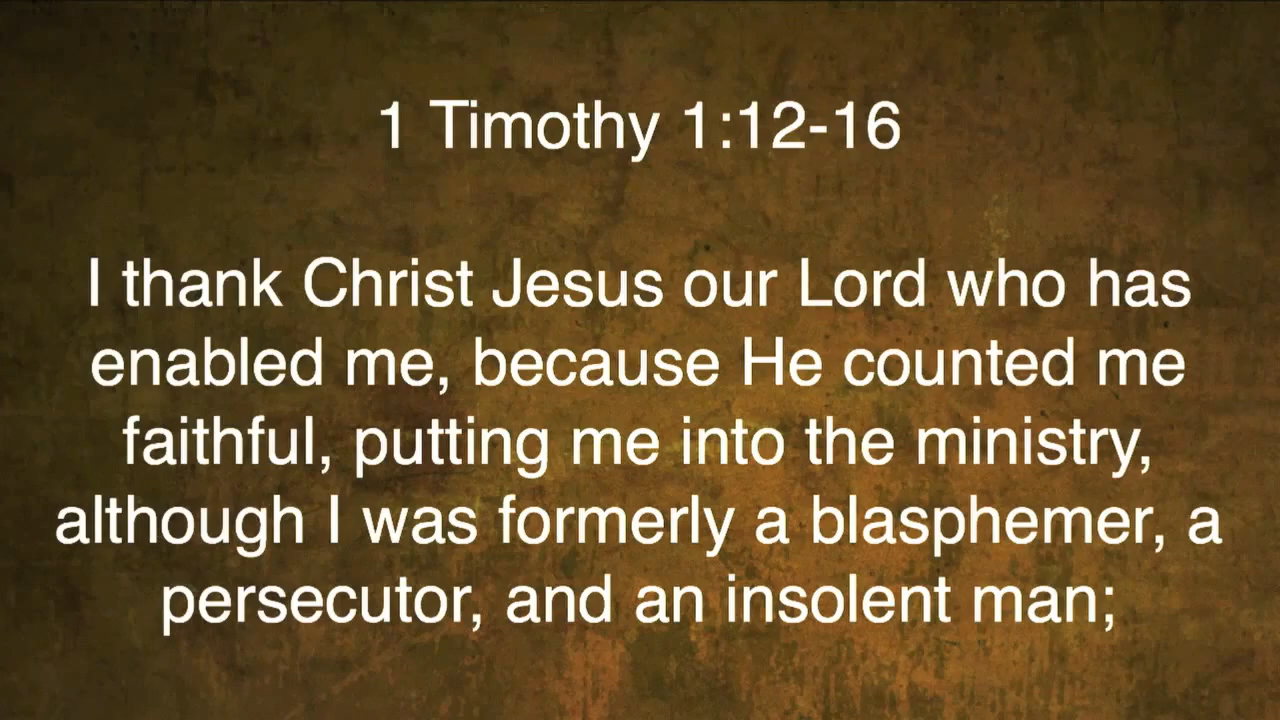 1 Timothy 1:12-16
I thank Christ Jesus our Lord who has
enabled me, because He counted me
faithful, putting me into the ministry,
although I was formerly a blasphemer, a
persecutor, and an insolent man;